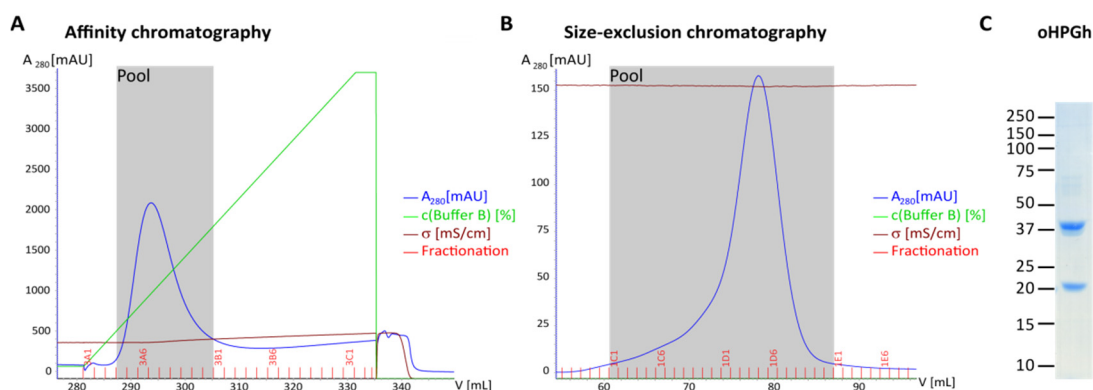 A Affinity chromatography
A 280 [mAU]
Pool
3500
3000
2500
2000
1500
1000
500
0
3A1 3A6 3B1 3B6 3C1
280 290 300 310 320 330 340
V [mL]
A280[mAU]
c(Buffer B) [%]
σ [mS/cm]
Fractionation
B Size-exclusion chromatography
A 280 [mAU]
Pool
150
125
100
75
50
25
0
1C1 1C6 1D1 1D6 1E1 1E6
60 70 80 90
V [mL]
A280[mAU]
c(Buffer B) [%]
σ [mS/cm]
Fractionation
C oHPGh
250
150
100
75
50
37
25
20
15
10